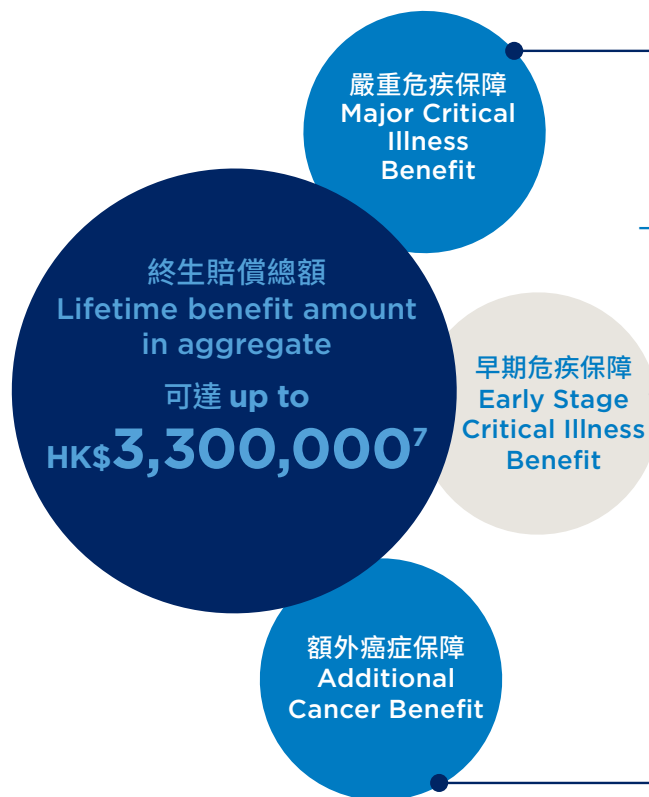 嚴重危疾保障
Major Critical
Illness
Benefit
終生賠償總額
Lifetime benefit amount
in aggregate
可達 up to
HK$3,300,000⁷
早期危疾保障
Early Stage
Critical Illness
Benefit
額外癌症保障
Additional
Cancer Benefit